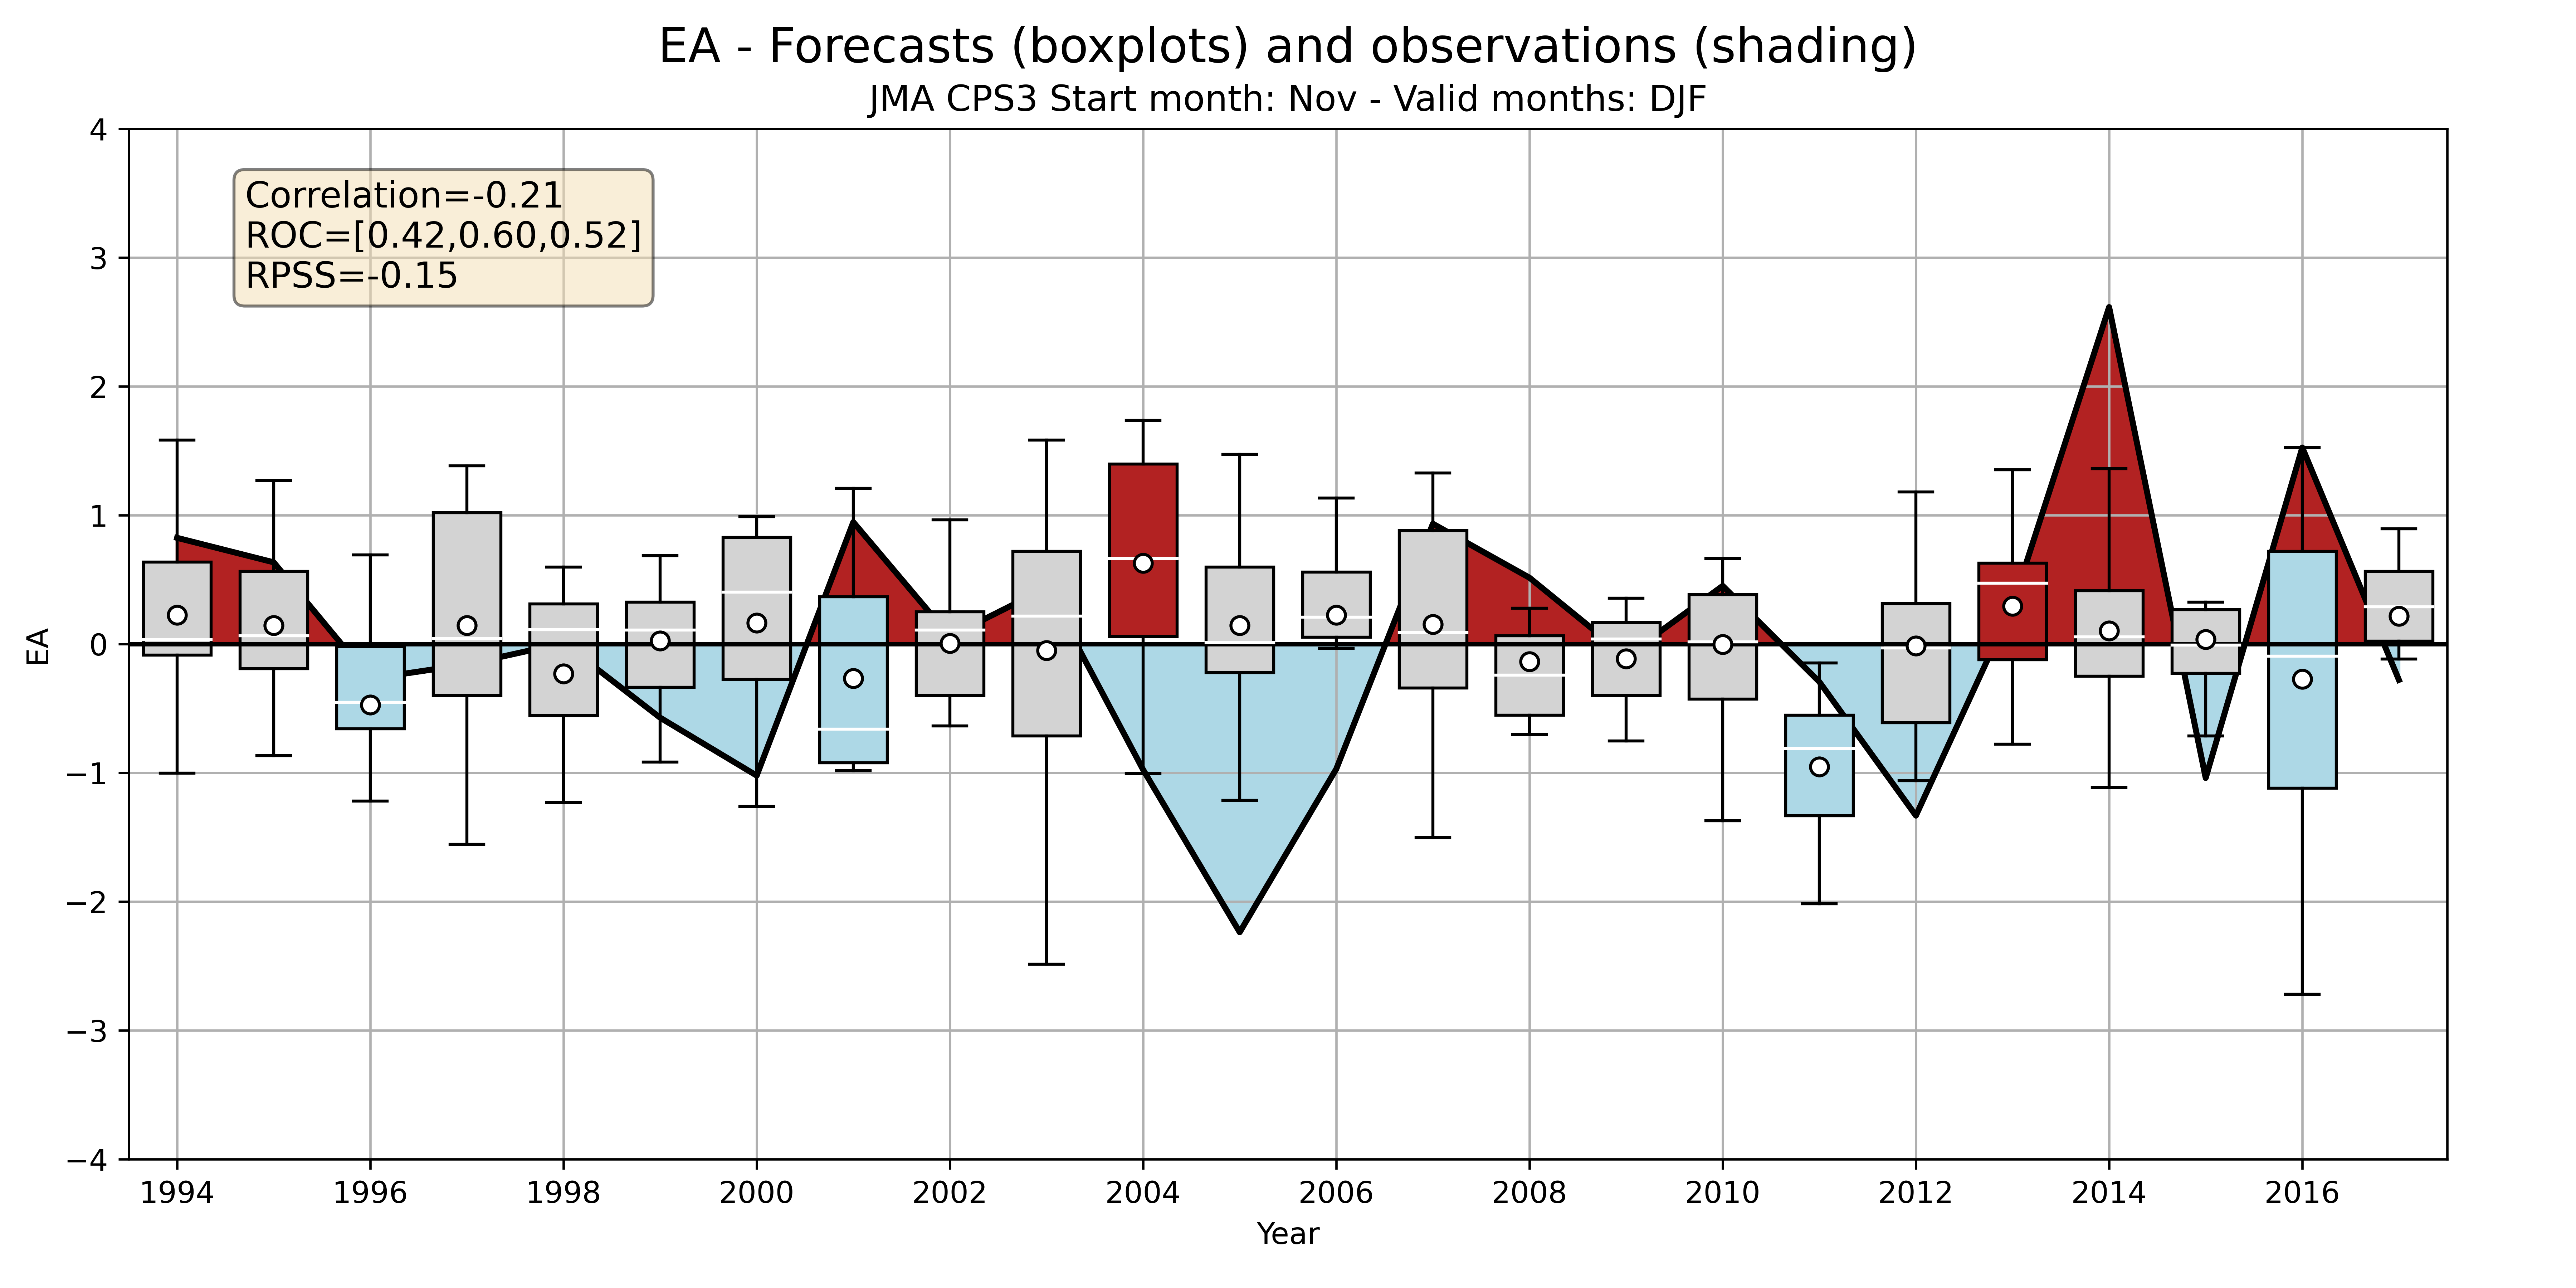 EA - Forecasts (boxplots) and observations (shading)
JMA CPS3 Start month: Nov - Valid months: DJF
Correlation=-0.21
ROC=[0.42,0.60,0.52]
RPSS=-0.15
EA
4
3
2
1
0
−1
−2
−3
−4
1994 1996 1998 2000 2002 2004 2006 2008 2010 2012 2014 2016
Year